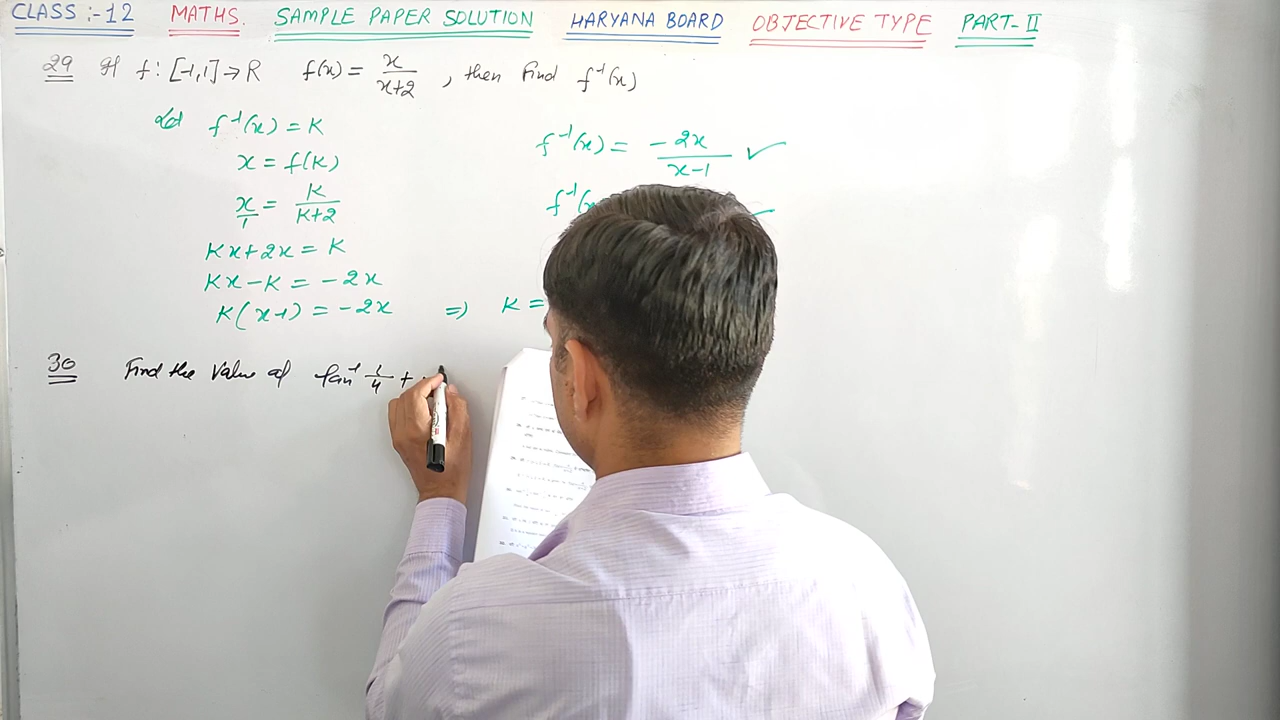 CLASS :- 12 MATHS. SAMPLE PAPER SOLUTION HARYANA BOARD OBJECTIVE TYPE PART-II
29 If f: [-1,1]→R f(x) = x/(x+2) , then find f⁻¹(x)
Let f⁻¹(x) = K
x = f(K)
x/1 = K/(K+2)
Kx+2x = K
Kx-K = -2x
K(x-1) = -2x => K =
f⁻¹(x) = -2x/(x-1) ✓
f⁻¹(x
30 Find the Value of tan⁻¹ 1/4 +